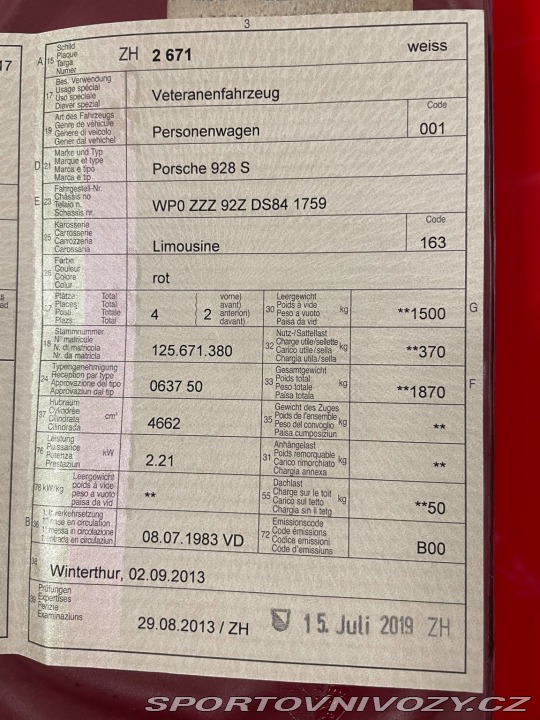 3
17
A 15 Schild
Plaque
Targa
Numer
ZH 2 671 weiss
17 Bes. Verwendung
Usage spécial
Uso speciale
Diever spezial
Veteranenfahrzeug
19 Art des Fahrzeugs
Genre de véhicule
Genere di veicolo
Gener dal vehichel
Personenwagen
Code
001
D 21 Marke und Typ
Marque et type
Marca e tipo
Marca e tip
Porsche 928 S
E 23 Fahrgestell-Nr.
Châssis no
Telaio n.
Schassis nr.
WP0 ZZZ 92Z DS84 1759
25 Karosserie
Carrosserie
Carrozzeria
Carossaria
Limousine
Code
163
26 Farbe
Couleur
Colore
Colur
rot
27 Plätze: Total
Places: Total
Posti: Totale
Plazs: Total
4
2
vorne)
avant)
anteriori)
davant)
30 Leergewicht
Poids à vide
Peso a vuoto
Paisa da vid
kg
**1500
G
18 Stammnummer
N° matricule
N. di matricola
Nr. da matricla
125.671.380
32 Nutz-/Sattellast
Charge utile/sellette
Carico utile/sella
Chargia utila/sella
kg
**370
24 Typengenehmigung
Réception par type
Approvazione del tipo
Approvaziun dal tip
0637 50
33 Gesamtgewicht
Poids total
Peso totale
Paisa totala
kg
**1870
F
37 Hubraum
Cylindrée
Cilindrata
Cilindrada
cm³
4662
35 Gewicht des Zuges
Poids de l'ensemble
Peso del convoglio
Paisa cumposiziun
kg
**
76 Leistung
Puissance
Potenza
Prestaziun
kW
2.21
31 Anhängelast
Poids remorquable
Carico rimorchiato
Chargia annexa
kg
**
78 kW/kg
Leergewicht
poids à vide
peso a vuoto
paisa da vid
**
55 Dachlast
Charge sur le toit
Carico sul tetto
Chargia sin il tetg
kg
**50
B 36 1. Inverkehrsetzung
1ʳᵉ mise en circulation
1ª messa in circolazione
1. entrada en circulaziun
08.07.1983 VD
72 Emissionscode
Code émissions
Codice emissioni
Code d'emissiuns
B00
38 Winterthur, 02.09.2013
39 Prüfungen
Expertises
Perizie
Examinaziuns
29.08.2013 / ZH
15. Juli 2019 ZH
SPORTOVNIVOZY.CZ